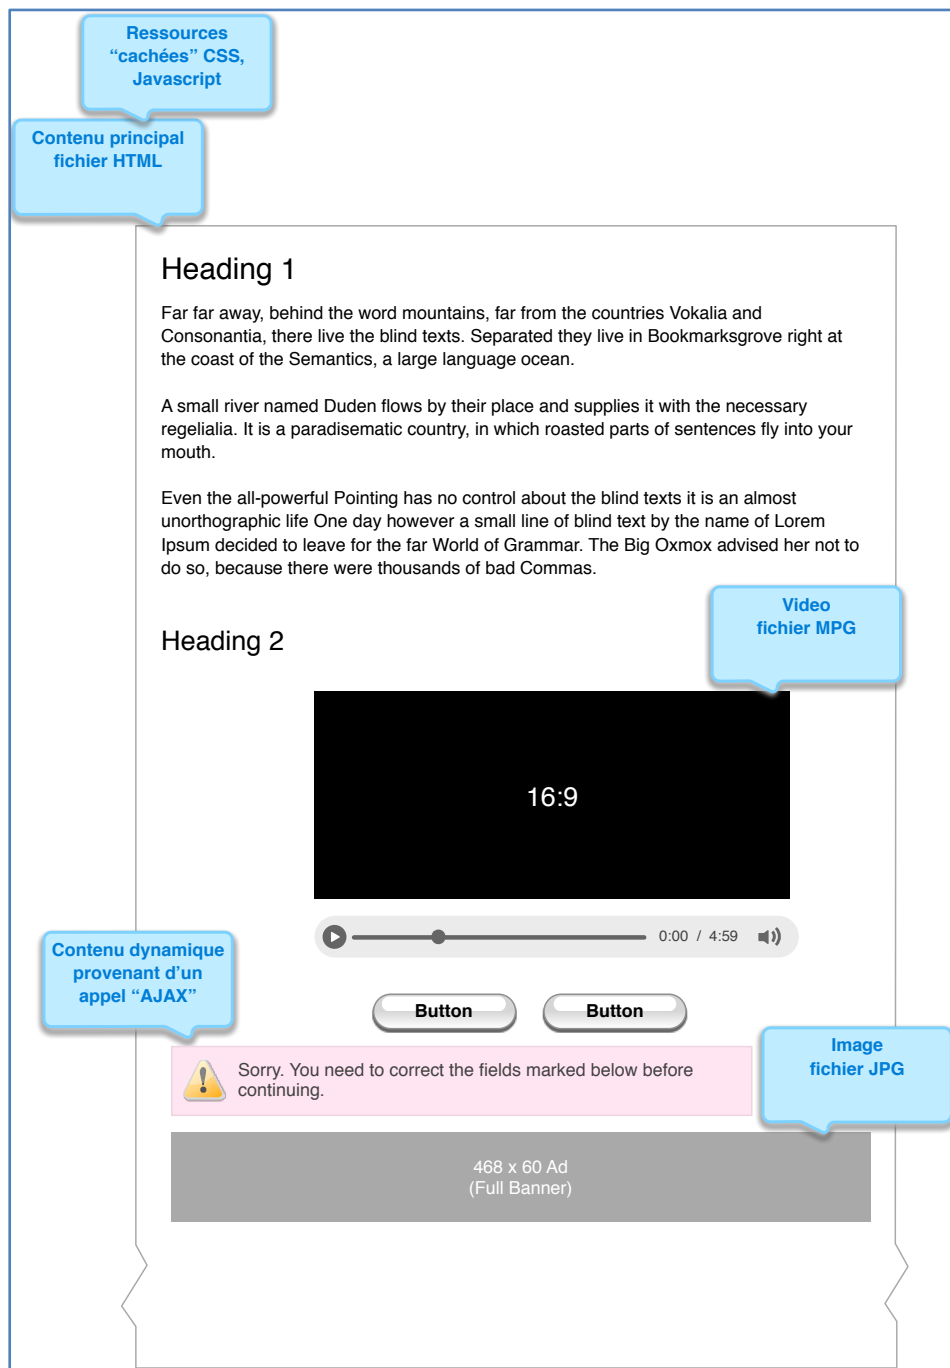 Ressources
“cachées” CSS,
Javascript
Contenu principal
fichier HTML
Heading 1
Far far away, behind the word mountains, far from the countries Vokalia and
Consonantia, there live the blind texts. Separated they live in Bookmarksgrove right at
the coast of the Semantics, a large language ocean.
A small river named Duden flows by their place and supplies it with the necessary
regelialia. It is a paradisematic country, in which roasted parts of sentences fly into your
mouth.
Even the all-powerful Pointing has no control about the blind texts it is an almost
unorthographic life One day however a small line of blind text by the name of Lorem
Ipsum decided to leave for the far World of Grammar. The Big Oxmox advised her not to
do so, because there were thousands of bad Commas.
Video
fichier MPG
Heading 2
16:9
0:00 / 4:59
Contenu dynamique
provenant d’un
appel “AJAX”
Button
Button
Image
fichier JPG
Sorry. You need to correct the fields marked below before
continuing.
468 x 60 Ad
(Full Banner)